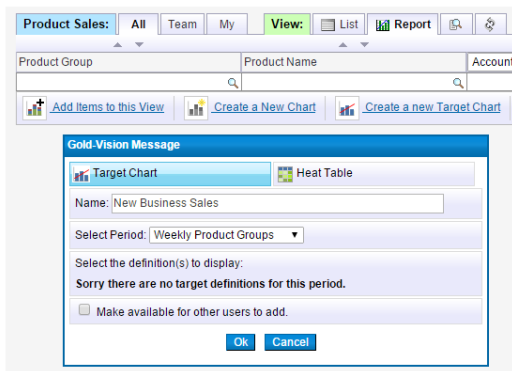 Product Sales: All Team My View: List Report
Product Group Product Name Account
Add Items to this View Create a New Chart Create a new Target Chart
Gold-Vision Message
Target Chart Heat Table
Name: New Business Sales
Select Period: Weekly Product Groups
Select the definition(s) to display:
Sorry there are no target definitions for this period.
Make available for other users to add.
Ok Cancel